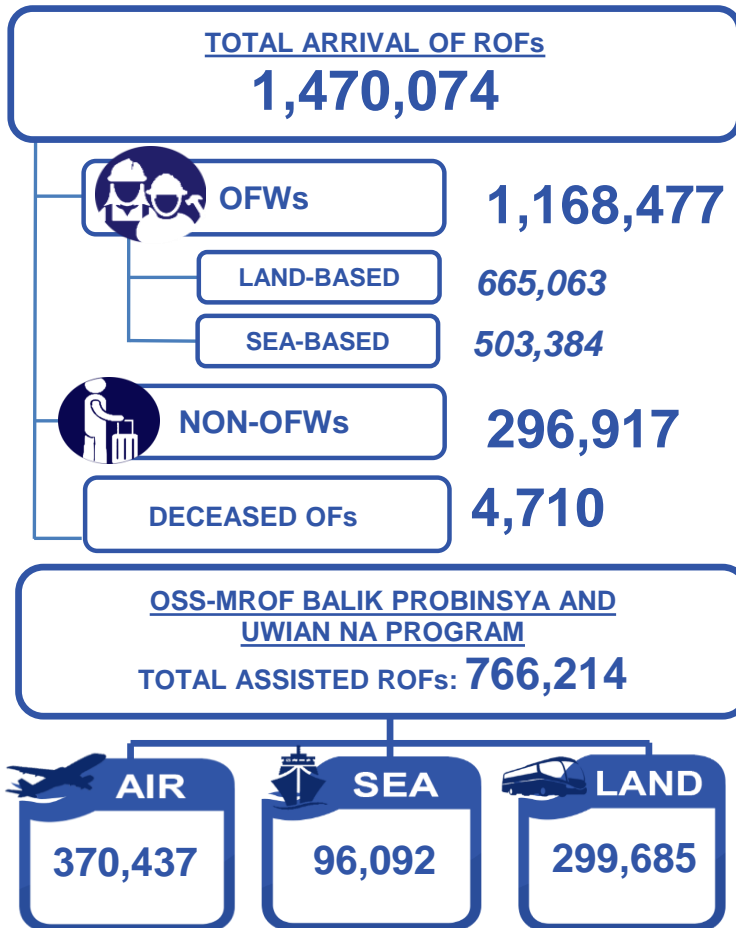 TOTAL ARRIVAL OF ROFs
1,470,074
OFWs
1,168,477
LAND-BASED
665,063
SEA-BASED
503,384
NON-OFWs
296,917
DECEASED OFs
4,710
OSS-MROF BALIK PROBINSYA AND
UWIAN NA PROGRAM
TOTAL ASSISTED ROFs: 766,214
AIR
370,437
SEA
96,092
LAND
299,685